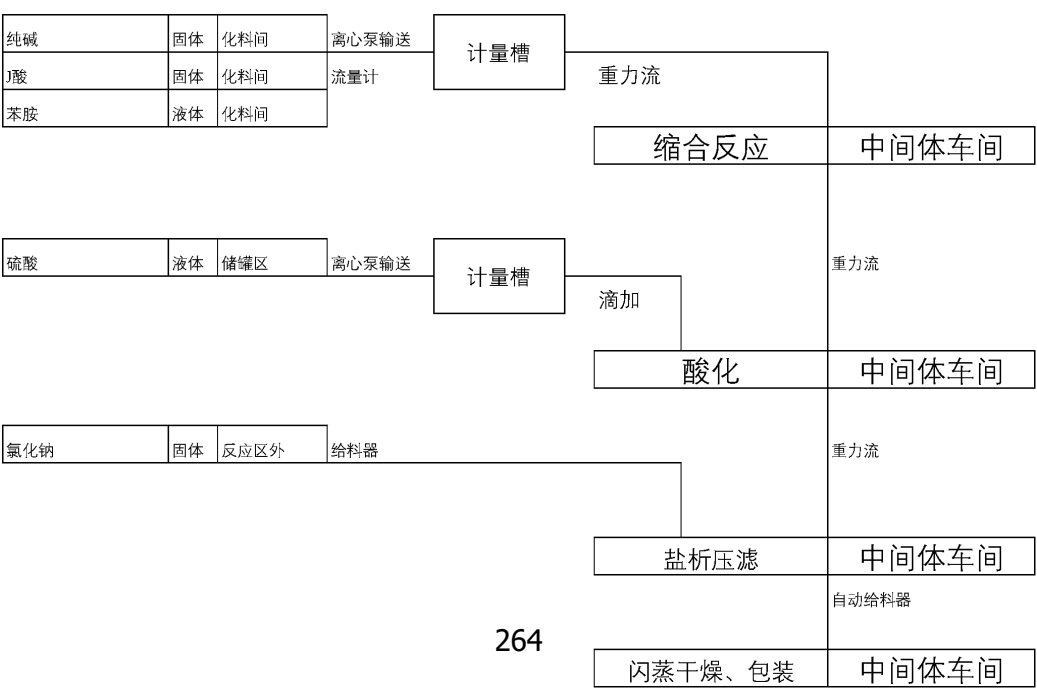 纯碱 固体 化料间 离心泵输送 计量槽
J酸 固体 化料间 流量计 重力流
苯胺 液体 化料间
缩合反应 中间体车间
硫酸 液体 储罐区 离心泵输送 计量槽 重力流
滴加
酸化 中间体车间
氯化钠 固体 反应区外 给料器 重力流
盐析压滤 中间体车间
自动给料器
264
闪蒸干燥、包装 中间体车间